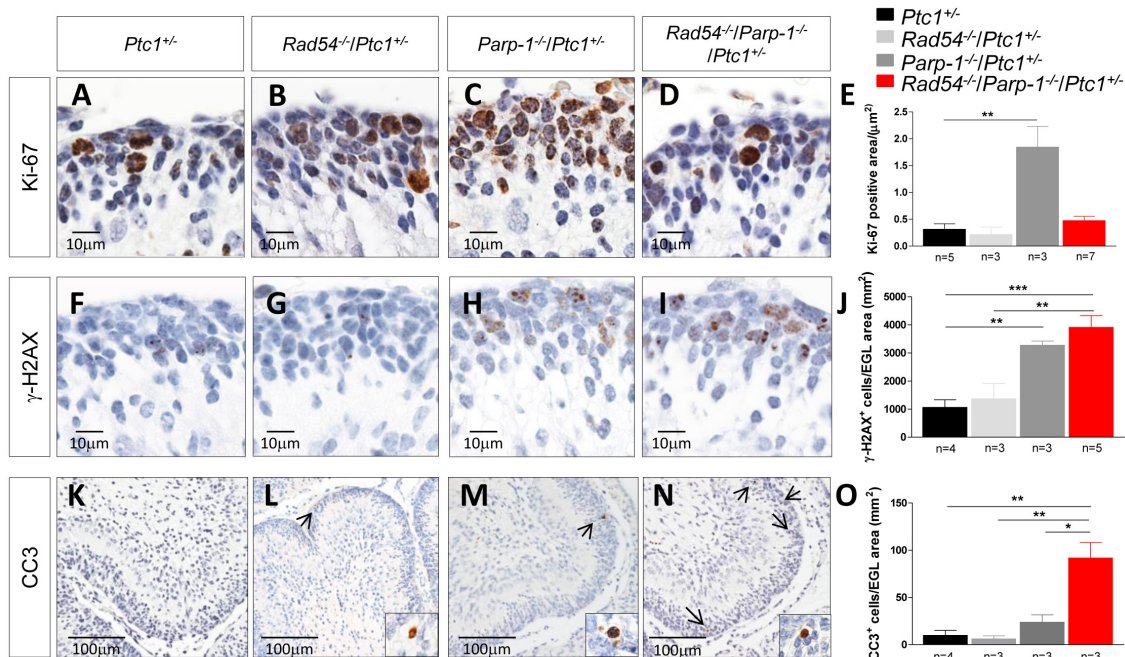 Ptc1+/-
Rad54-/-/Ptc1+/-
Parp-1-/-/Ptc1+/-
Rad54-/-/Parp-1-/-
/Ptc1+/-
Ptc1+/-
Rad54-/-/Ptc1+/-
Parp-1-/-/Ptc1+/-
Rad54-/-/Parp-1-/-/Ptc1+/-
Ki-67
A
10µm
B
10µm
C
10µm
D
10µm
E
Ki-67 positive area/(µm2)
2.5
2.0
1.5
1.0
0.5
0.0
**
n=5 n=3 n=3 n=7
γ-H2AX
F
10µm
G
10µm
H
10µm
I
10µm
J
γ-H2AX+ cells/EGL area (mm2)
5000
4000
3000
2000
1000
0
***
**
**
n=4 n=3 n=3 n=5
CC3
K
100µm
L
100µm
M
100µm
N
100µm
O
CC3+ cells/EGL area (mm2)
150
100
50
0
**
**
*
n=4 n=3 n=3 n=3